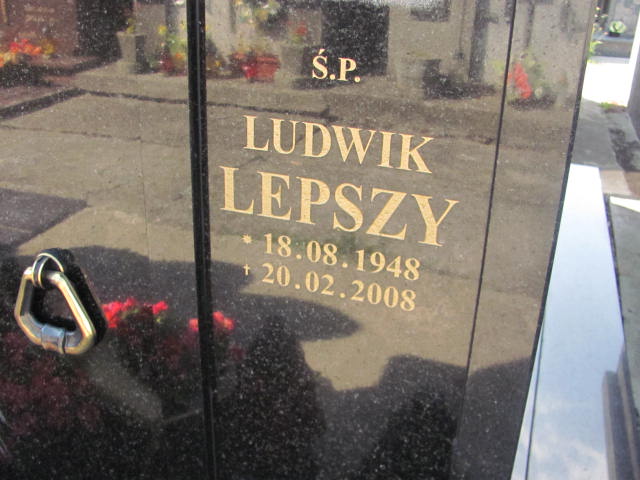 Ś.P.
LUDWIK
LEPSZY
* 18.08.1948
† 20.02.2008